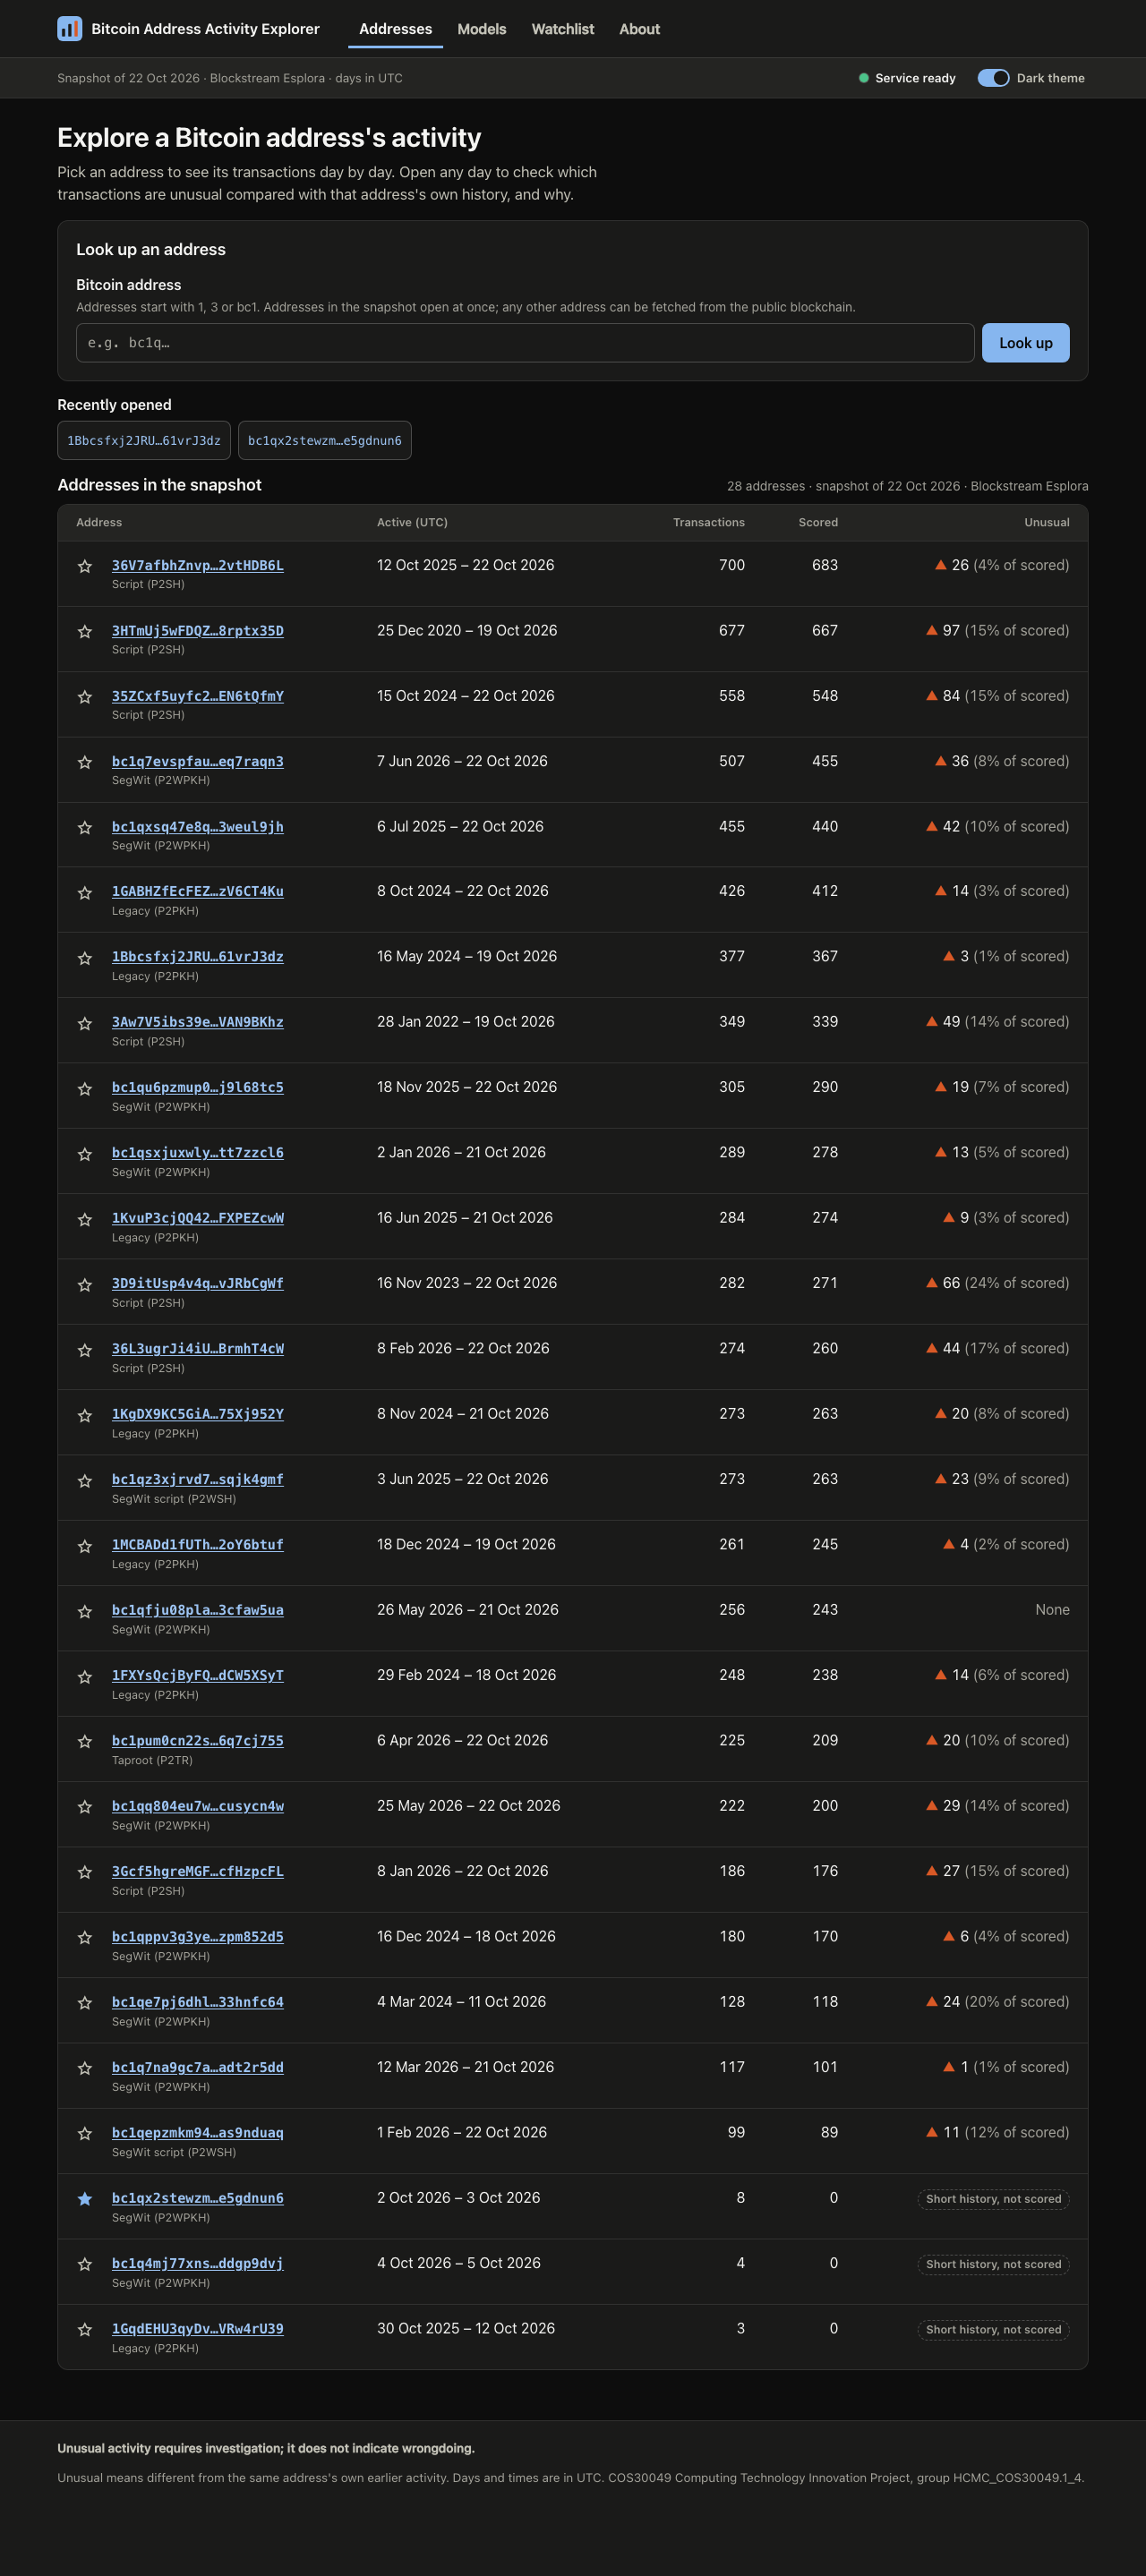 Bitcoin Address Activity Explorer Addresses Models Watchlist About
Snapshot of 22 Oct 2026 · Blockstream Esplora · days in UTC Service ready Dark theme
Explore a Bitcoin address's activity
Pick an address to see its transactions day by day. Open any day to check which
transactions are unusual compared with that address's own history, and why.
Look up an address
Bitcoin address
Addresses start with 1, 3 or bc1. Addresses in the snapshot open at once; any other address can be fetched from the public blockchain.
e.g. bc1q… Look up
Recently opened
1Bbcsfxj2JRU…61vrJ3dz bc1qx2stewzm…e5gdnun6
Addresses in the snapshot 28 addresses · snapshot of 22 Oct 2026 · Blockstream Esplora
Address Active (UTC) Transactions Scored Unusual
36V7afbhZnvp…2vtHDB6L 12 Oct 2025 – 22 Oct 2026 700 683 ▲ 26 (4% of scored)
Script (P2SH)
3HTmUj5wFDQZ…8rptx35D 25 Dec 2020 – 19 Oct 2026 677 667 ▲ 97 (15% of scored)
Script (P2SH)
35ZCxf5uyfc2…EN6tQfmY 15 Oct 2024 – 22 Oct 2026 558 548 ▲ 84 (15% of scored)
Script (P2SH)
bc1q7evspfau…eq7raqn3 7 Jun 2026 – 22 Oct 2026 507 455 ▲ 36 (8% of scored)
SegWit (P2WPKH)
bc1qxsq47e8q…3weul9jh 6 Jul 2025 – 22 Oct 2026 455 440 ▲ 42 (10% of scored)
SegWit (P2WPKH)
1GABHZfEcFEZ…zV6CT4Ku 8 Oct 2024 – 22 Oct 2026 426 412 ▲ 14 (3% of scored)
Legacy (P2PKH)
1Bbcsfxj2JRU…61vrJ3dz 16 May 2024 – 19 Oct 2026 377 367 ▲ 3 (1% of scored)
Legacy (P2PKH)
3Aw7V5ibs39e…VAN9BKhz 28 Jan 2022 – 19 Oct 2026 349 339 ▲ 49 (14% of scored)
Script (P2SH)
bc1qu6pzmup0…j9l68tc5 18 Nov 2025 – 22 Oct 2026 305 290 ▲ 19 (7% of scored)
SegWit (P2WPKH)
bc1qsxjuxwly…tt7zzcl6 2 Jan 2026 – 21 Oct 2026 289 278 ▲ 13 (5% of scored)
SegWit (P2WPKH)
1KvuP3cjQQ42…FXPEZcwW 16 Jun 2025 – 21 Oct 2026 284 274 ▲ 9 (3% of scored)
Legacy (P2PKH)
3D9itUsp4v4q…vJRbCgWf 16 Nov 2023 – 22 Oct 2026 282 271 ▲ 66 (24% of scored)
Script (P2SH)
36L3ugrJi4iU…BrmhT4cW 8 Feb 2026 – 22 Oct 2026 274 260 ▲ 44 (17% of scored)
Script (P2SH)
1KgDX9KC5GiA…75Xj952Y 8 Nov 2024 – 21 Oct 2026 273 263 ▲ 20 (8% of scored)
Legacy (P2PKH)
bc1qz3xjrvd7…sqjk4gmf 3 Jun 2025 – 22 Oct 2026 273 263 ▲ 23 (9% of scored)
SegWit script (P2WSH)
1MCBADd1fUTh…2oY6btuf 18 Dec 2024 – 19 Oct 2026 261 245 ▲ 4 (2% of scored)
Legacy (P2PKH)
bc1qfju08pla…3cfaw5ua 26 May 2026 – 21 Oct 2026 256 243 None
SegWit (P2WPKH)
1FXYsQcjByFQ…dCW5XSyT 29 Feb 2024 – 18 Oct 2026 248 238 ▲ 14 (6% of scored)
Legacy (P2PKH)
bc1pum0cn22s…6q7cj755 6 Apr 2026 – 22 Oct 2026 225 209 ▲ 20 (10% of scored)
Taproot (P2TR)
bc1qq804eu7w…cusycn4w 25 May 2026 – 22 Oct 2026 222 200 ▲ 29 (14% of scored)
SegWit (P2WPKH)
3Gcf5hgreMGF…cfHzpcFL 8 Jan 2026 – 22 Oct 2026 186 176 ▲ 27 (15% of scored)
Script (P2SH)
bc1qppv3g3ye…zpm852d5 16 Dec 2024 – 18 Oct 2026 180 170 ▲ 6 (4% of scored)
SegWit (P2WPKH)
bc1qe7pj6dhl…33hnfc64 4 Mar 2024 – 11 Oct 2026 128 118 ▲ 24 (20% of scored)
SegWit (P2WPKH)
bc1q7na9gc7a…adt2r5dd 12 Mar 2026 – 21 Oct 2026 117 101 ▲ 1 (1% of scored)
SegWit (P2WPKH)
bc1qepzmkm94…as9nduaq 1 Feb 2026 – 22 Oct 2026 99 89 ▲ 11 (12% of scored)
SegWit script (P2WSH)
bc1qx2stewzm…e5gdnun6 2 Oct 2026 – 3 Oct 2026 8 0 Short history, not scored
SegWit (P2WPKH)
bc1q4mj77xns…ddgp9dvj 4 Oct 2026 – 5 Oct 2026 4 0 Short history, not scored
SegWit (P2WPKH)
1GqdEHU3qyDv…VRw4rU39 30 Oct 2025 – 12 Oct 2026 3 0 Short history, not scored
Legacy (P2PKH)
Unusual activity requires investigation; it does not indicate wrongdoing.
Unusual means different from the same address's own earlier activity. Days and times are in UTC. COS30049 Computing Technology Innovation Project, group HCMC_COS30049.1_4.